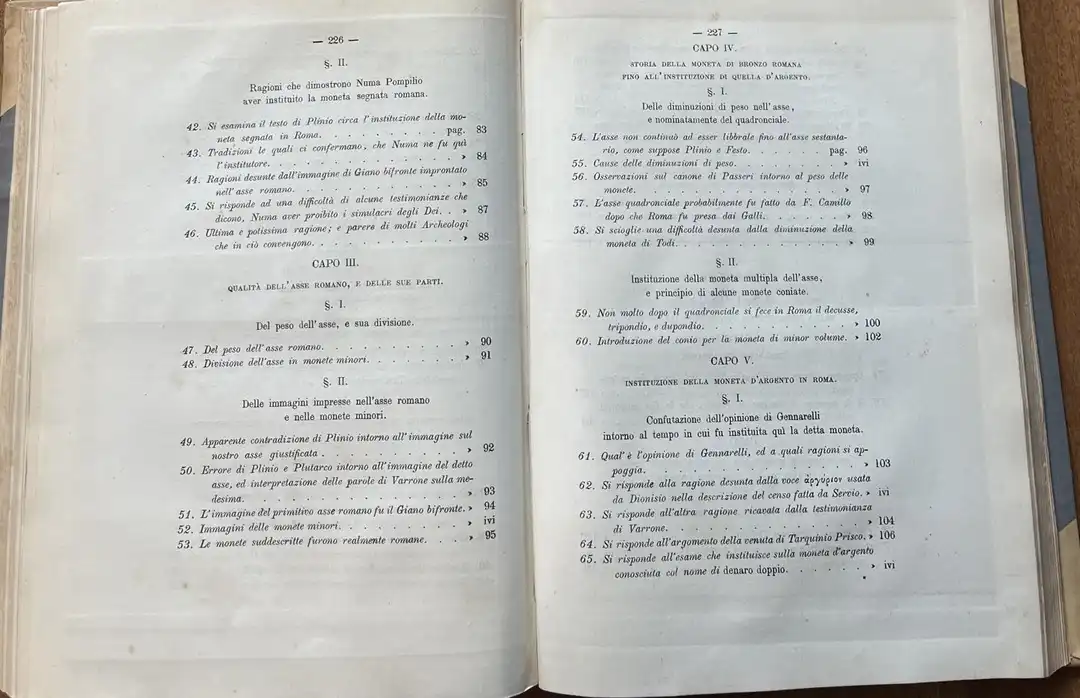 — 226 —
§. II.
Ragioni che dimostrono Numa Pompilio
aver instituito la moneta segnata romana.
42. Si esamina il testo di Plinio circa l'instituzione della mo-
neta segnata in Roma. . . . . . . . . pag. 83
43. Tradizioni le quali ci confermano, che Numa ne fu quì
l'institutore. . . . . . . . . . . . . » 84
44. Ragioni desunte dall'immagine di Giano bifronte improntato
nell'asse romano. . . . . . . . . . . » 85
45. Si risponde ad una difficoltà di alcune testimonianze che
dicono, Numa aver proibito i simulacri degli Dei. . » 87
46. Ultima e potissima ragione; e parere di molti Archeologi
che in ciò convengono. . . . . . . . . . » 88
CAPO III.
QUALITÀ DELL'ASSE ROMANO, E DELLE SUE PARTI.
§. I.
Del peso dell'asse, e sua divisione.
47. Del peso dell'asse romano. . . . . . . . . » 90
48. Divisione dell'asse in monete minori. . . . . . » 91
§. II.
Delle immagini impresse nell'asse romano
e nelle monete minori.
49. Apparente contradizione di Plinio intorno all'immagine sul
nostro asse giustificata . . . . . . . . . » 92
50. Errore di Plinio e Plutarco intorno all'immagine del detto
asse, ed interpretazione delle parole di Varrone sulla me-
desima. . . . . . . . . . . . . . » 93
51. L'immagine del primitivo asse romano fu il Giano bifronte. » 94
52. Immagini delle monete minori. . . . . . . . » ivi
53. Le monete suddescritte furono realmente romane. . . . » 95
— 227 —
CAPO IV.
STORIA DELLA MONETA DI BRONZO ROMANA
FINO ALL'INSTITUZIONE DI QUELLA D'ARGENTO.
§. I.
Delle diminuzioni di peso nell'asse,
e nominatamente del quadronciale.
54. L'asse non continuò ad esser libbrale fino all'asse sestanta-
rio, come suppose Plinio e Festo. . . . . . pag. 96
55. Cause delle diminuzioni di peso. . . . . . . . » ivi
56. Osservazioni sul canone di Passeri intorno al peso delle
monete. . . . . . . . . . . . . . » 97
57. L'asse quadronciale probabilmente fu fatto da F. Camillo
dopo che Roma fu presa dai Galli. . . . . . . » 98
58. Si scioglie una difficoltà desunta dalla diminuzione della
moneta di Todi. . . . . . . . . . . . » 99
§. II.
Instituzione della moneta multipla dell'asse,
e principio di alcune monete coniate.
59. Non molto dopo il quadronciale si fece in Roma il decusse,
tripondio, e dupondio. . . . . . . . . . » 100
60. Introduzione del conio per la moneta di minor volume. » 102
CAPO V.
INSTITUZIONE DELLA MONETA D'ARGENTO IN ROMA.
§. I.
Confutazione dell'opinione di Gennarelli
intorno al tempo in cui fu instituita quì la detta moneta.
61. Qual'è l'opinione di Gennarelli, ed a quali ragioni si ap-
poggia. . . . . . . . . . . . . . » 103
62. Si risponde alla ragione desunta dalla voce ἀργύριον usata
da Dionisio nella descrizione del censo fatta da Servio. » ivi
63. Si risponde all'altra ragione ricavata dalla testimonianza
di Varrone. . . . . . . . . . . . . » 104
64. Si risponde all'argomento della venuta di Tarquinio Prisco. » 106
65. Si risponde all'esame che instituisce sulla moneta d'argento
conosciuta col nome di denaro doppio. . . . . . » ivi